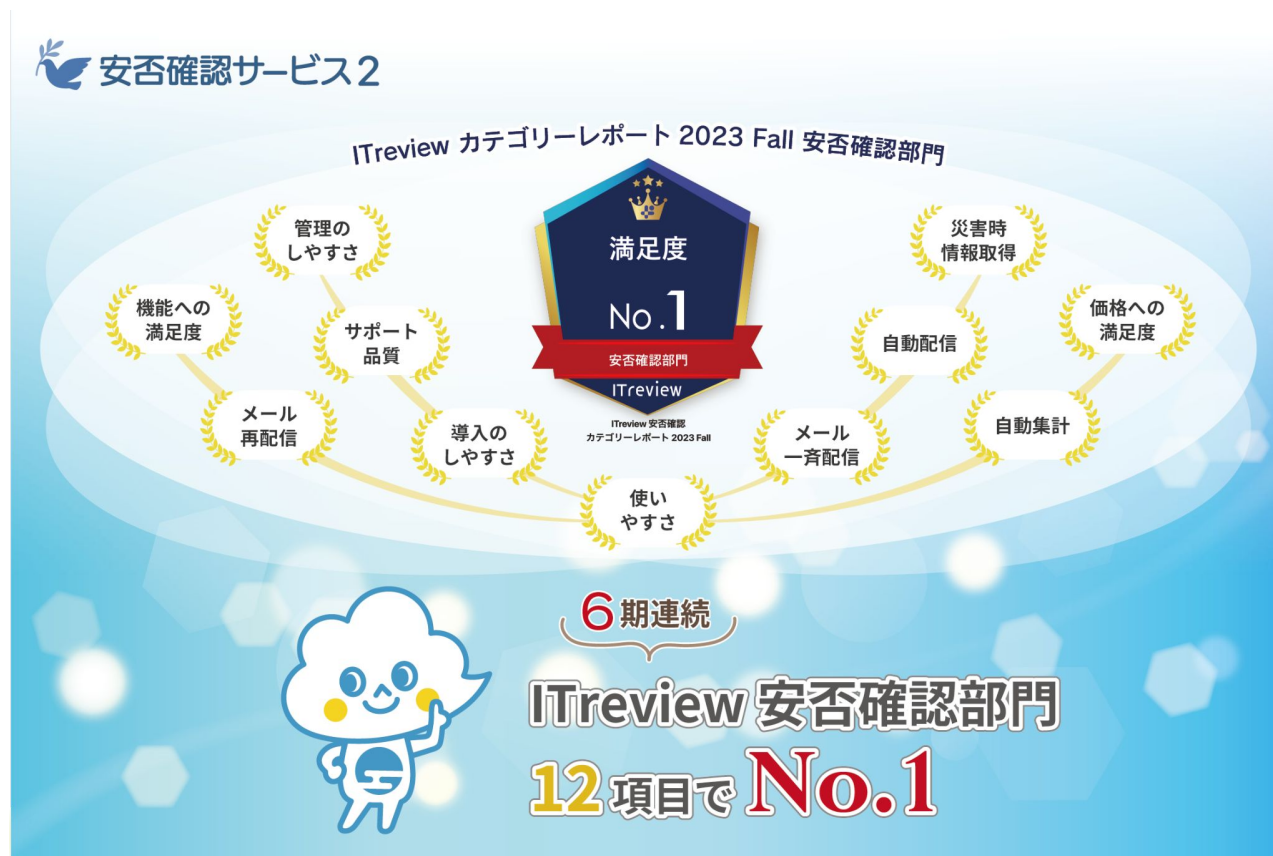 安否確認サービス2
ITreview カテゴリーレポート 2023 Fall 安否確認部門
満足度
No.1
安否確認部門
ITreview
ITreview 安否確認
カテゴリーレポート 2023 Fall
管理の
しやすさ
機能への
満足度
サポート
品質
メール
再配信
導入の
しやすさ
使い
やすさ
災害時
情報取得
価格への
満足度
自動配信
自動集計
メール
一斉配信
6期連続
ITreview 安否確認部門
12項目でNo.1